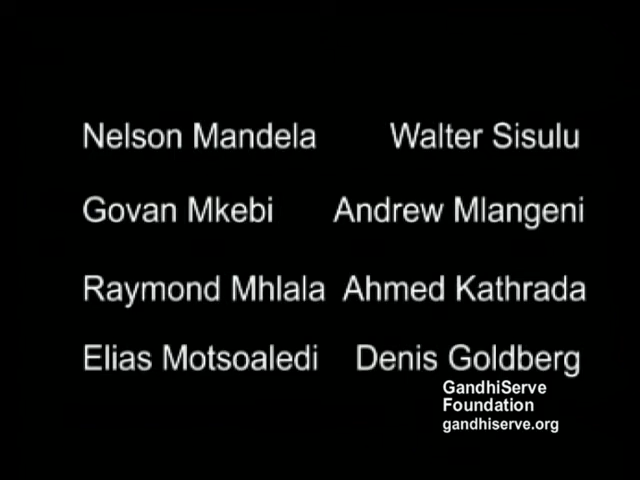 Nelson Mandela Walter Sisulu
Govan Mkebi Andrew Mlangeni
Raymond Mhlala Ahmed Kathrada
Elias Motsoaledi Denis Goldberg
GandhiServe
Foundation
gandhiserve.org